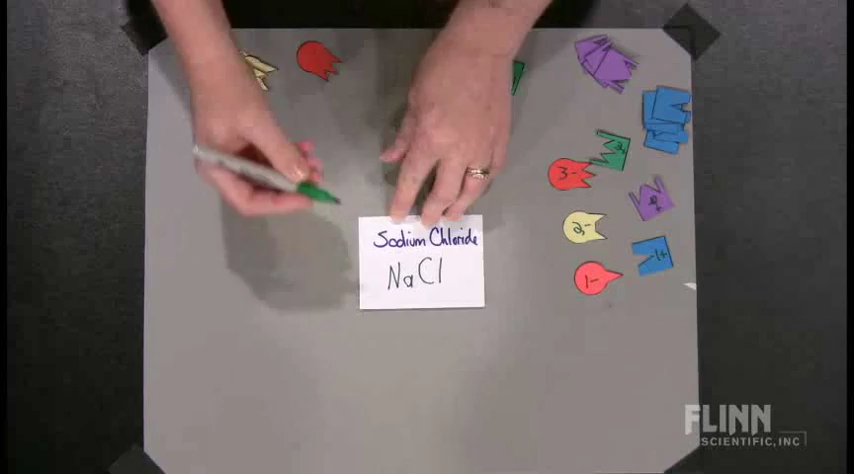 Sodium Chloride
NaCl
3-
2-
1-
1+
FLINN
SCIENTIFIC, INC